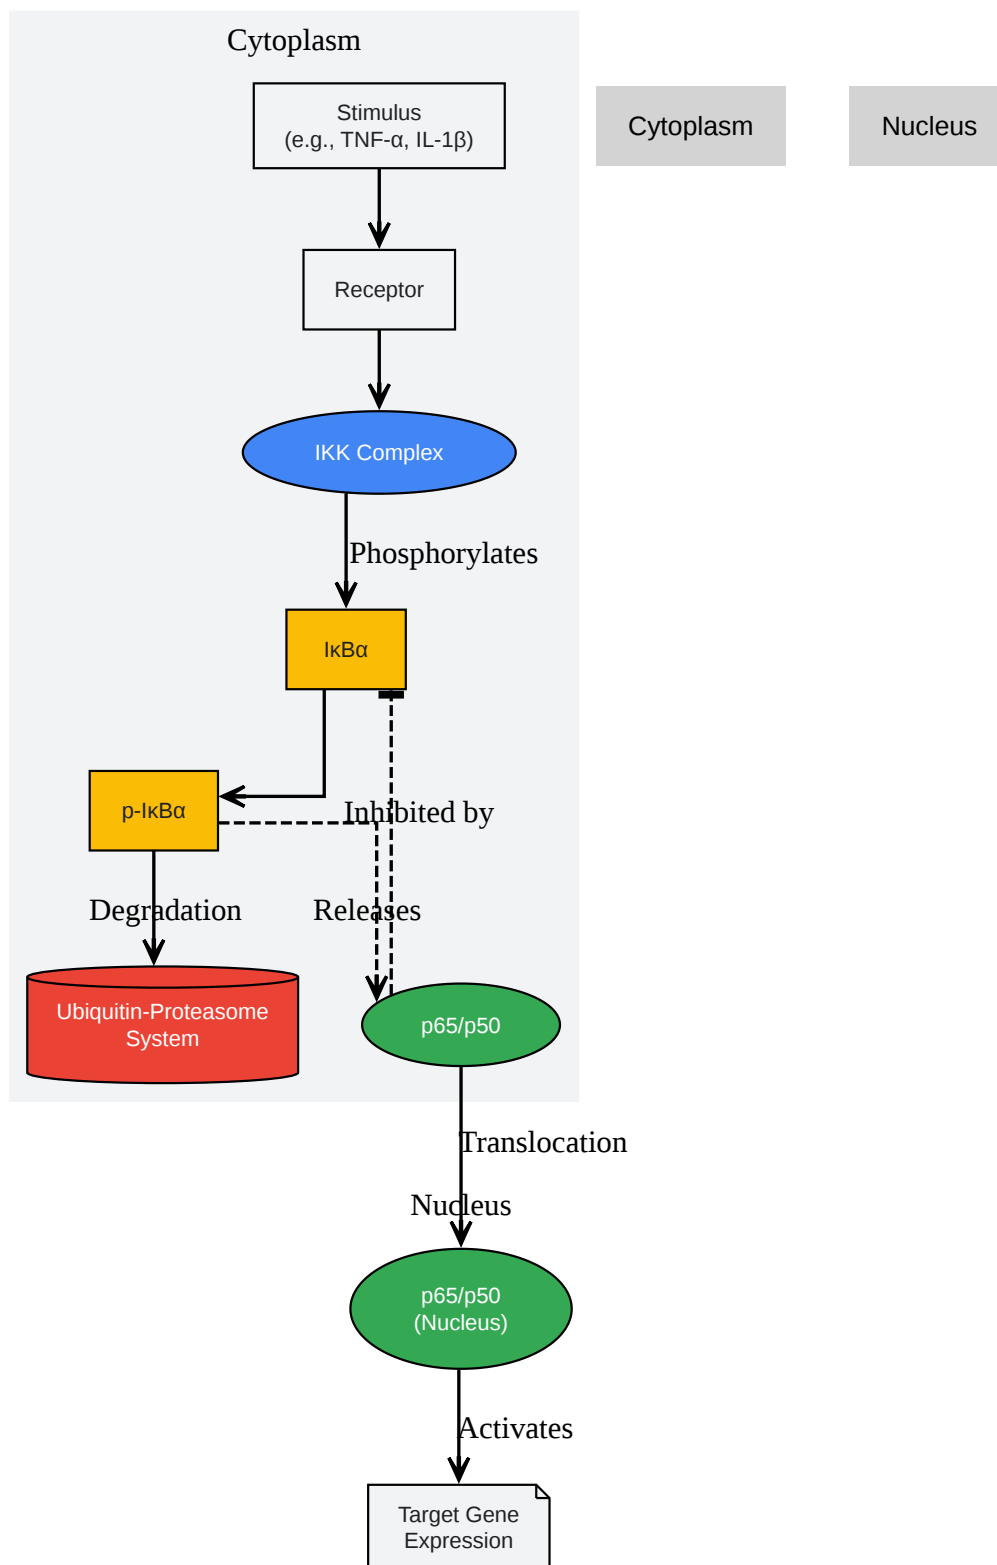 Cytoplasm
Stimulus
(e.g., TNF-α, IL-1β)
Cytoplasm
Nucleus
Receptor
IKK Complex
Phosphorylates
IκBα
p-IκBα
Inhibited by
Degradation
Releases
Ubiquitin-Proteasome
System
p65/p50
Translocation
Nucleus
p65/p50
(Nucleus)
Activates
Target Gene
Expression